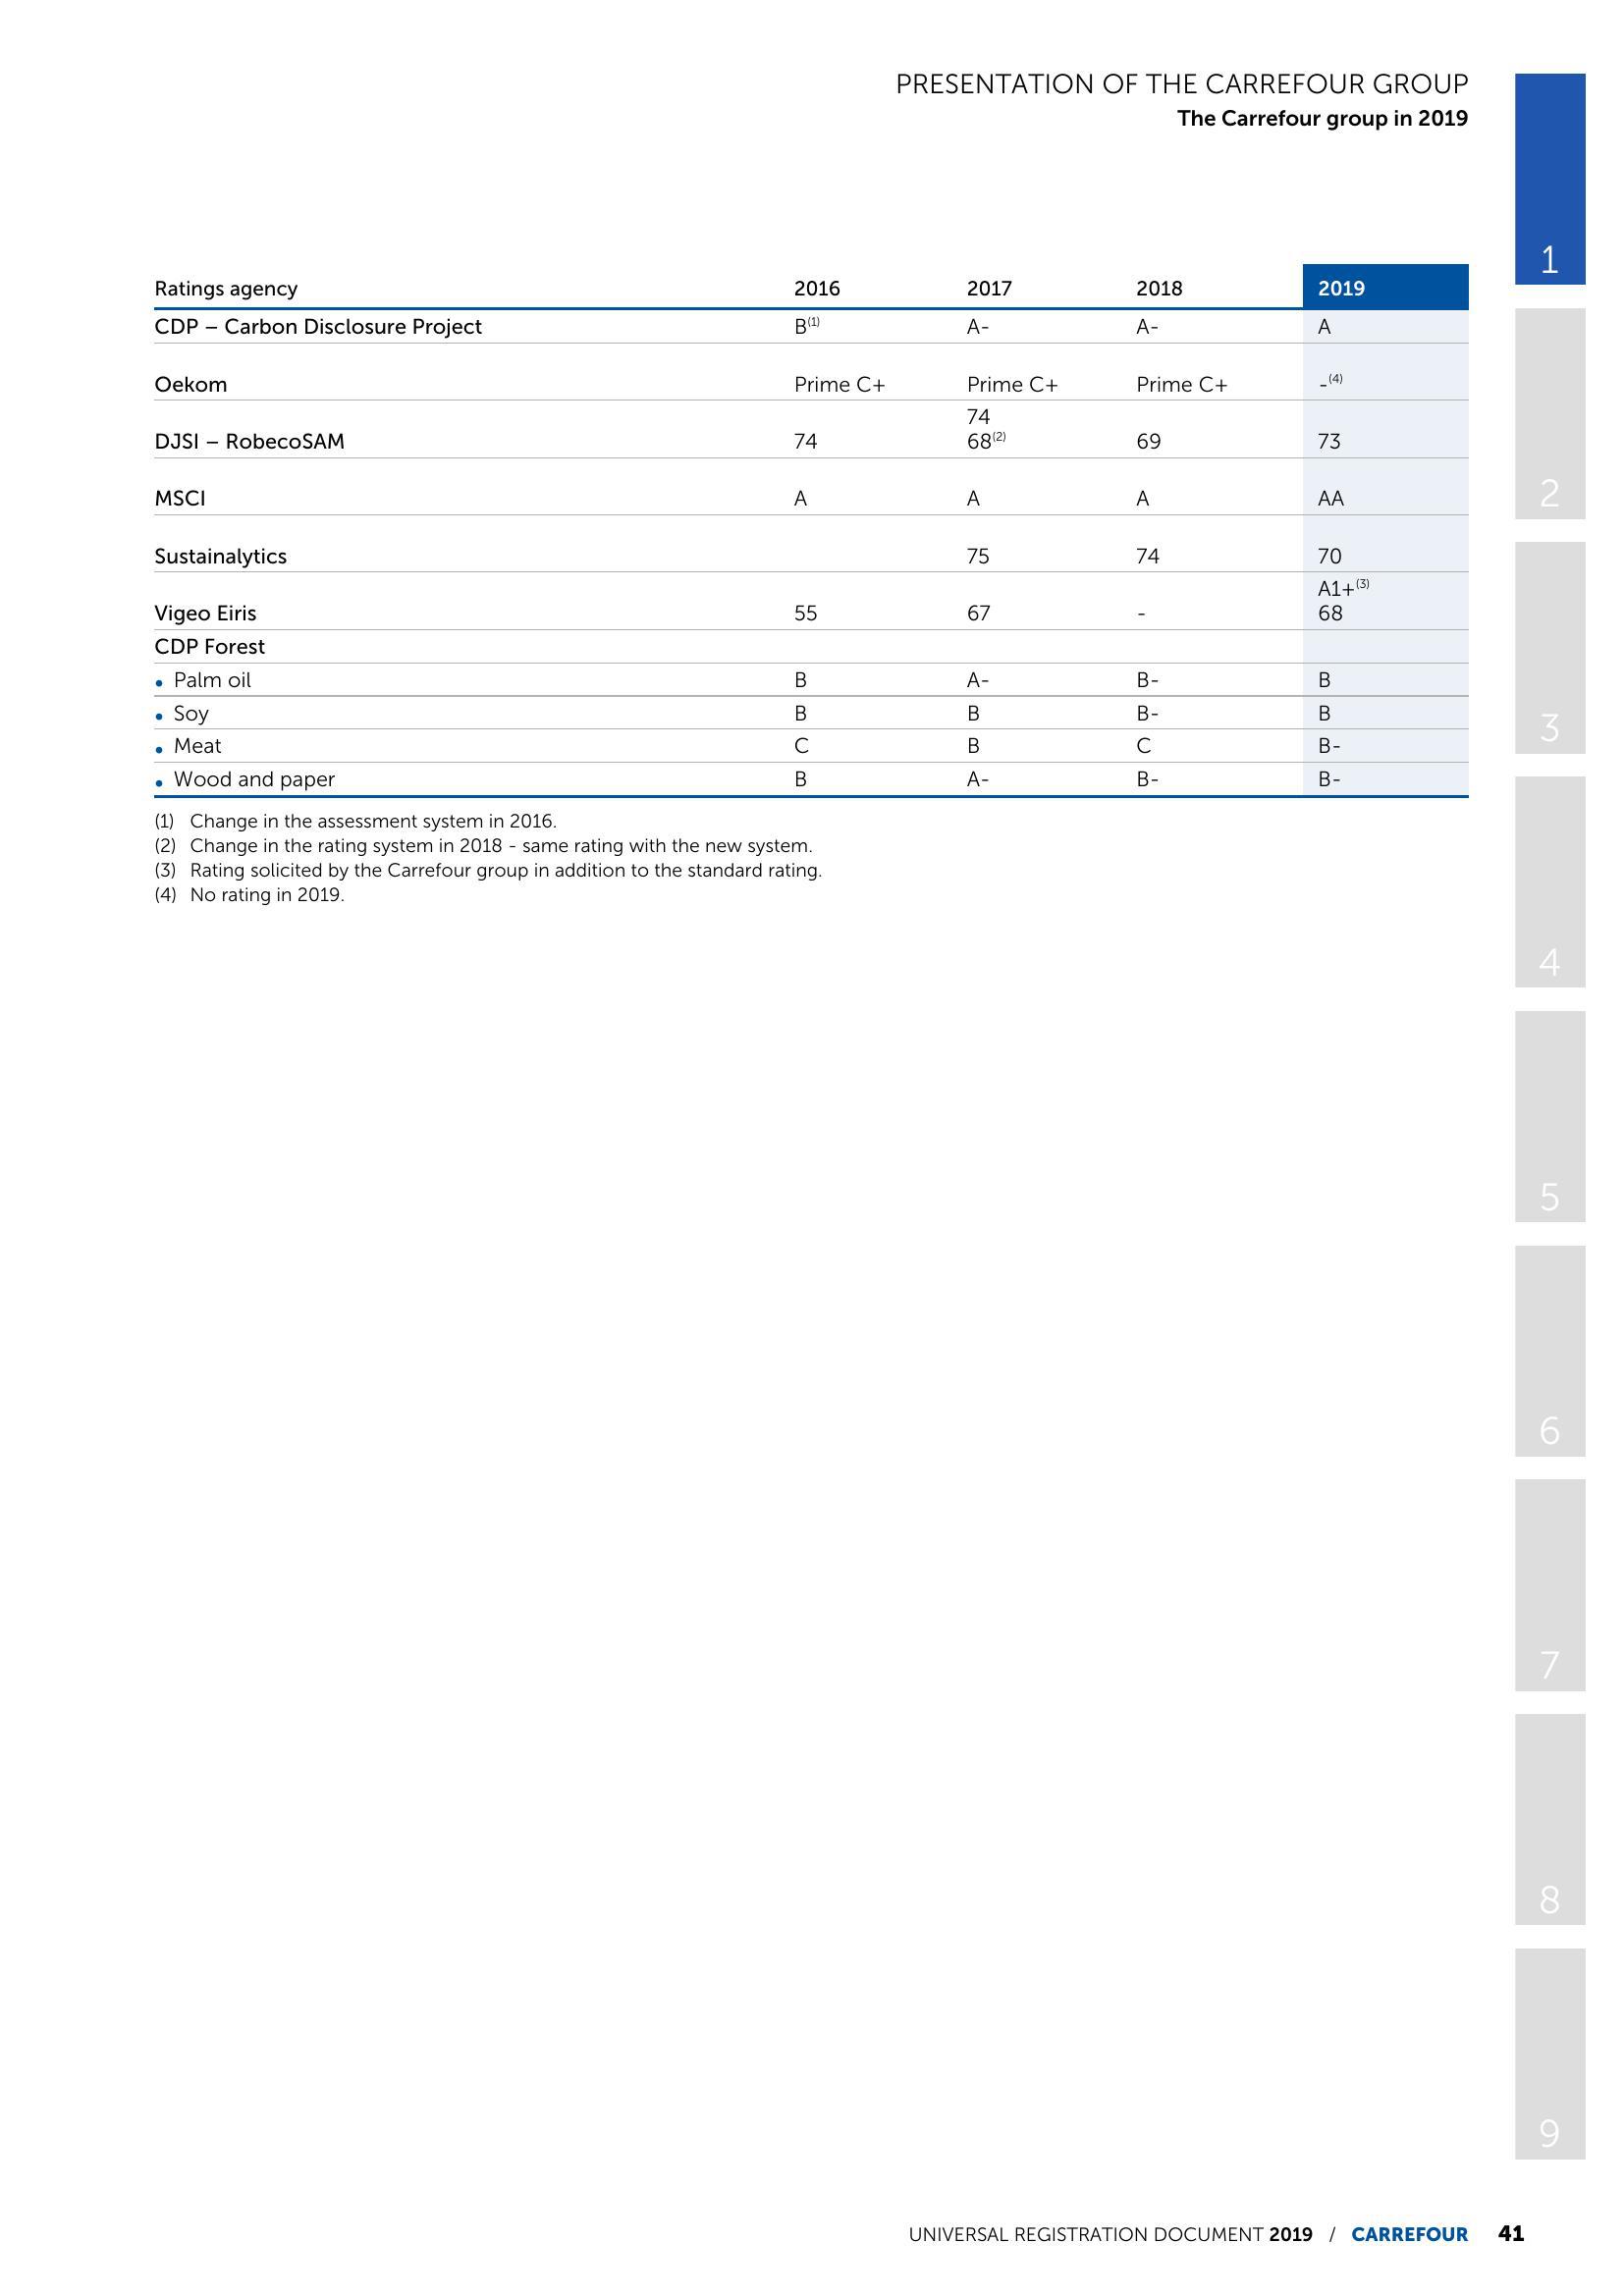 PRESENTATION OF THE CARREFOUR GROUP
The Carrefour group in 2019
Ratings agency 2016 2017 2018 2019
CDP – Carbon Disclosure Project B(1) A- A- A
Oekom Prime C+ Prime C+ Prime C+ -(4)
74
DJSI – RobecoSAM 74 68(2) 69 73
MSCI A A A AA
Sustainalytics 75 74 70
A1+(3)
Vigeo Eiris 55 67 - 68
CDP Forest
• Palm oil B A- B- B
• Soy B B B- B
• Meat C B C B-
• Wood and paper B A- B- B-
(1) Change in the assessment system in 2016.
(2) Change in the rating system in 2018 - same rating with the new system.
(3) Rating solicited by the Carrefour group in addition to the standard rating.
(4) No rating in 2019.
1
2
3
4
5
6
7
8
9
UNIVERSAL REGISTRATION DOCUMENT 2019 / CARREFOUR 41